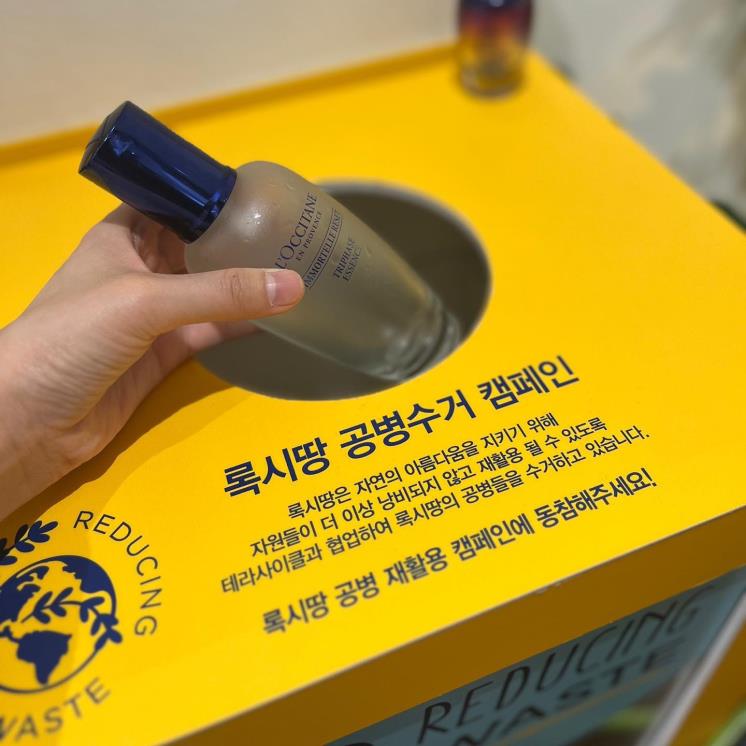 L'OCCITANE
EN PROVENCE
IMMORTELLE RESET
TRIPHASE
ESSENCE
록시땅 공병수거 캠페인
록시땅은 자연의 아름다움을 지키기 위해
자원들이 더 이상 낭비되지 않고 재활용 될 수 있도록
테라사이클과 협업하여 록시땅의 공병들을 수거하고 있습니다.
록시땅 공병 재활용 캠페인에 동참해주세요!
REDUCING
WASTE
REDUCING
WASTE